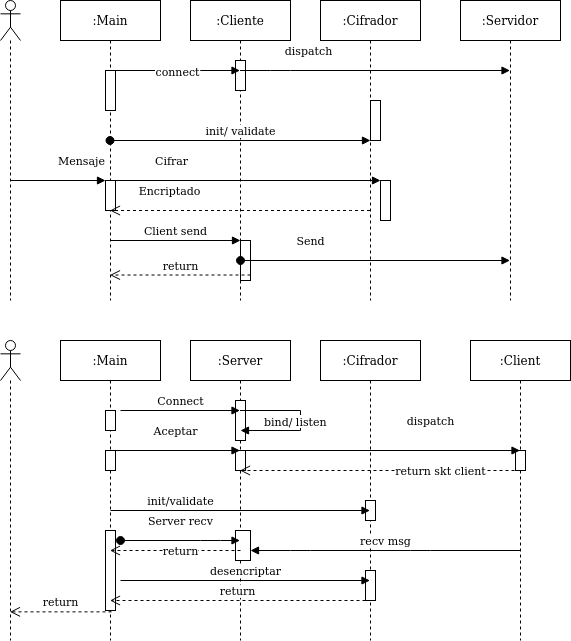 :Main
:Cliente
:Cifrador
:Servidor
dispatch
connect
init/ validate
Mensaje
Cifrar
Encriptado
Client send
Send
return
:Main
:Server
:Cifrador
:Client
Connect
bind/ listen
dispatch
Aceptar
return skt client
init/validate
Server recv
recv msg
return
desencriptar
return
return